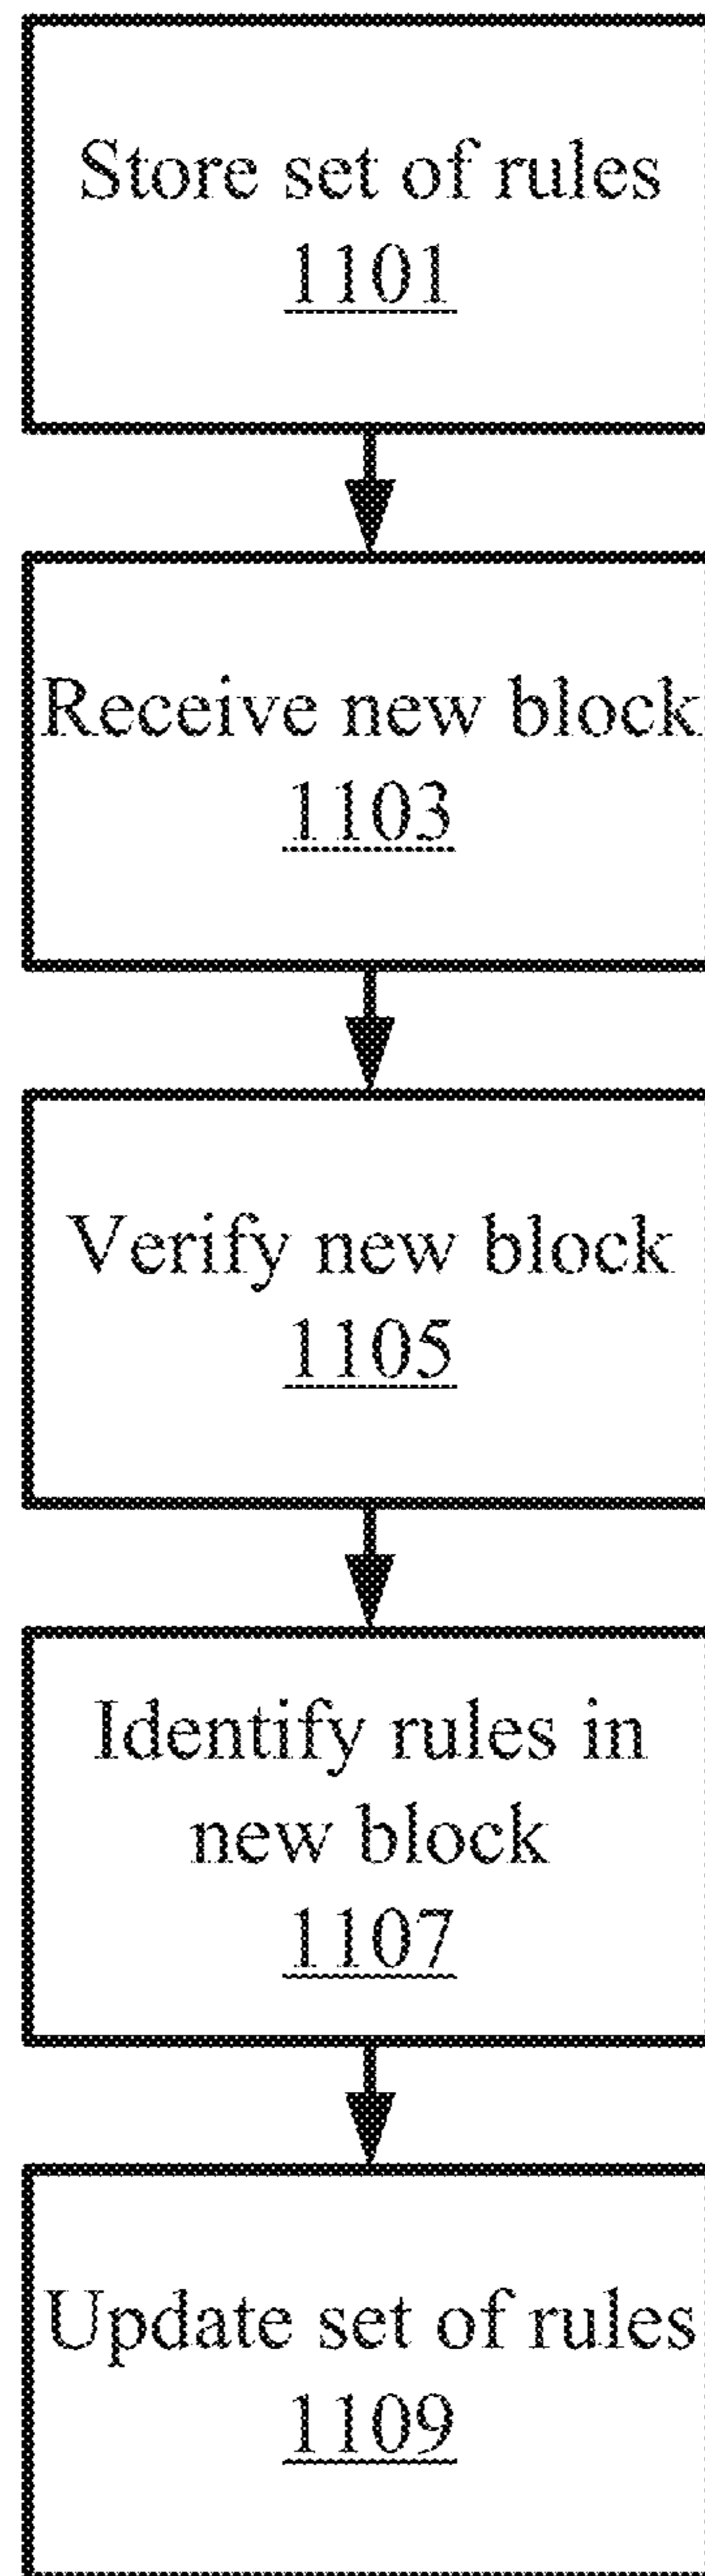 Store set of rules
1101
Receive new block
1103
Verify new block
1105
Identify rules in
new block
1107
Update set of rules
1109